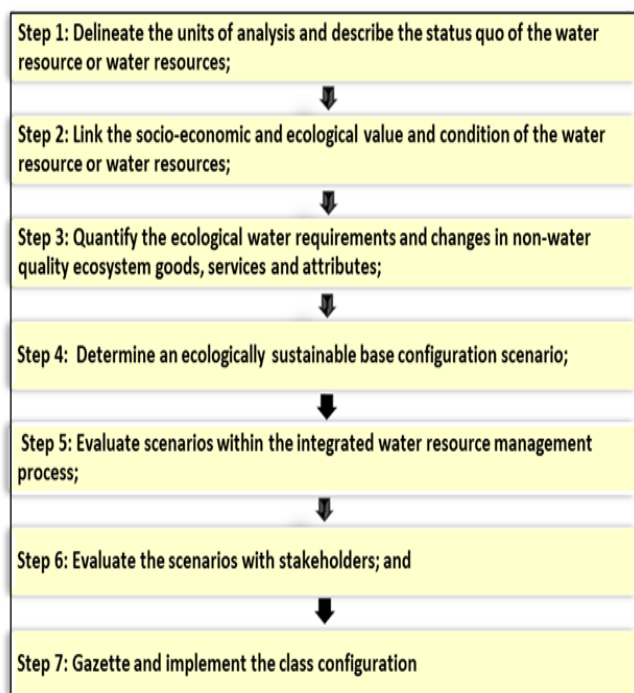 Step 1: Delineate the units of analysis and describe the status quo of the water
resource or water resources;
Step 2: Link the socio-economic and ecological value and condition of the water
resource or water resources;
Step 3: Quantify the ecological water requirements and changes in non-water
quality ecosystem goods, services and attributes;
Step 4: Determine an ecologically sustainable base configuration scenario;
Step 5: Evaluate scenarios within the integrated water resource management
process;
Step 6: Evaluate the scenarios with stakeholders; and
Step 7: Gazette and implement the class configuration